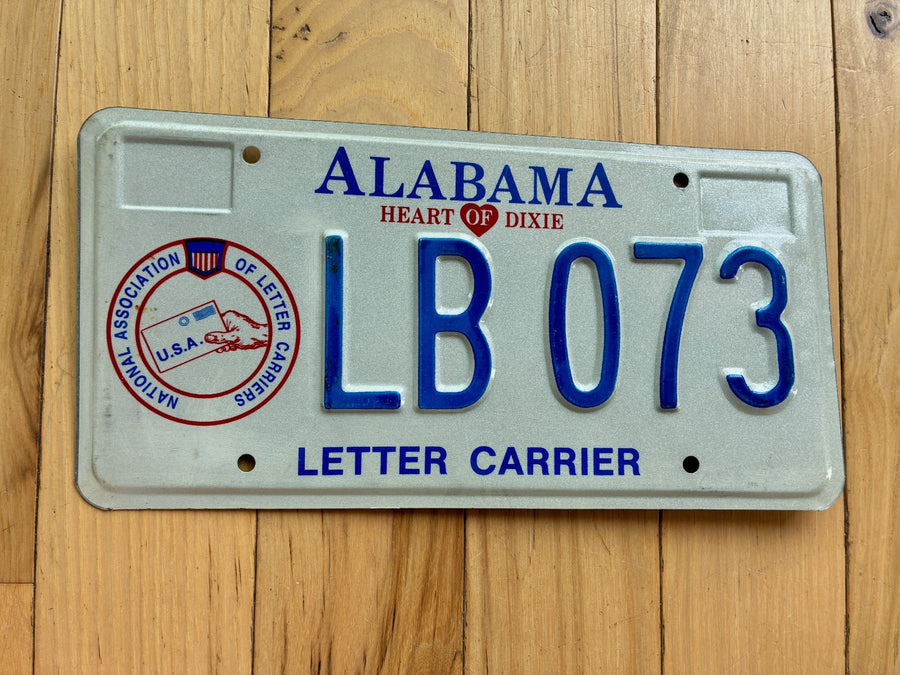 ALABAMA
HEART OF DIXIE
NATIONAL ASSOCIATION OF LETTER CARRIERS
U.S.A.
LB 073
LETTER CARRIER